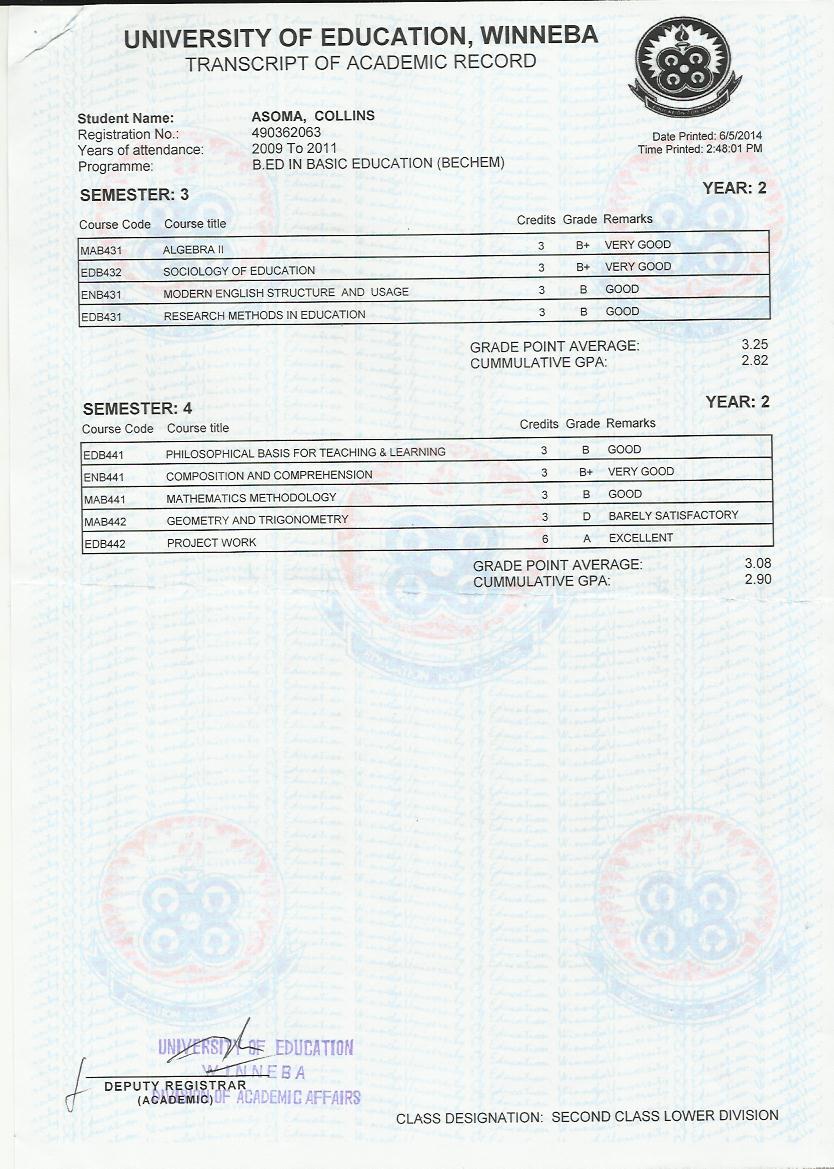 UNIVERSITY OF EDUCATION, WINNEBA
TRANSCRIPT OF ACADEMIC RECORD
Student Name: ASOMA, COLLINS
Registration No.: 490362063
Years of attendance: 2009 To 2011
Programme: B.ED IN BASIC EDUCATION (BECHEM)
Date Printed: 6/5/2014
Time Printed: 2:48:01 PM
SEMESTER: 3 YEAR: 2
Course Code Course title Credits Grade Remarks
MAB431 ALGEBRA II 3 B+ VERY GOOD
EDB432 SOCIOLOGY OF EDUCATION 3 B+ VERY GOOD
ENB431 MODERN ENGLISH STRUCTURE AND USAGE 3 B GOOD
EDB431 RESEARCH METHODS IN EDUCATION 3 B GOOD
GRADE POINT AVERAGE: 3.25
CUMMULATIVE GPA: 2.82
SEMESTER: 4 YEAR: 2
Course Code Course title Credits Grade Remarks
EDB441 PHILOSOPHICAL BASIS FOR TEACHING & LEARNING 3 B GOOD
ENB441 COMPOSITION AND COMPREHENSION 3 B+ VERY GOOD
MAB441 MATHEMATICS METHODOLOGY 3 B GOOD
MAB442 GEOMETRY AND TRIGONOMETRY 3 D BARELY SATISFACTORY
EDB442 PROJECT WORK 6 A EXCELLENT
GRADE POINT AVERAGE: 3.08
CUMMULATIVE GPA: 2.90
UNIVERSITY OF EDUCATION
WINNEBA
DIVISION OF ACADEMIC AFFAIRS
DEPUTY REGISTRAR
(ACADEMIC)
CLASS DESIGNATION: SECOND CLASS LOWER DIVISION